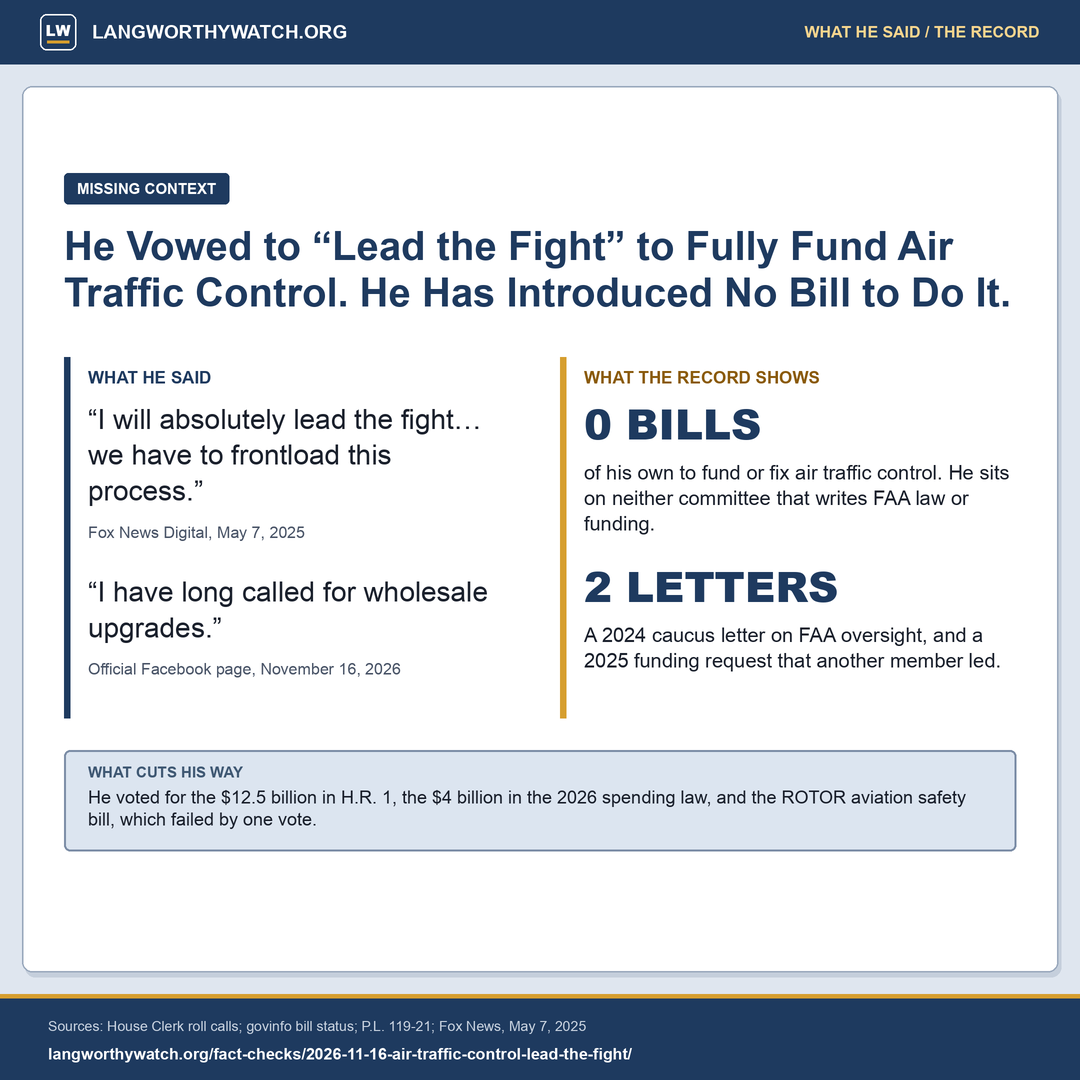 LW
LANGWORTHYWATCH.ORG
WHAT HE SAID / THE RECORD
MISSING CONTEXT
He Vowed to “Lead the Fight” to Fully Fund Air
Traffic Control. He Has Introduced No Bill to Do It.
WHAT HE SAID
“I will absolutely lead the fight…
we have to frontload this
process.”
Fox News Digital, May 7, 2025
“I have long called for wholesale
upgrades.”
Official Facebook page, November 16, 2026
WHAT THE RECORD SHOWS
0 BILLS
of his own to fund or fix air traffic control. He sits
on neither committee that writes FAA law or
funding.
2 LETTERS
A 2024 caucus letter on FAA oversight, and a
2025 funding request that another member led.
WHAT CUTS HIS WAY
He voted for the $12.5 billion in H.R. 1, the $4 billion in the 2026 spending law, and the ROTOR aviation safety
bill, which failed by one vote.
Sources: House Clerk roll calls; govinfo bill status; P.L. 119-21; Fox News, May 7, 2025
langworthywatch.org/fact-checks/2026-11-16-air-traffic-control-lead-the-fight/